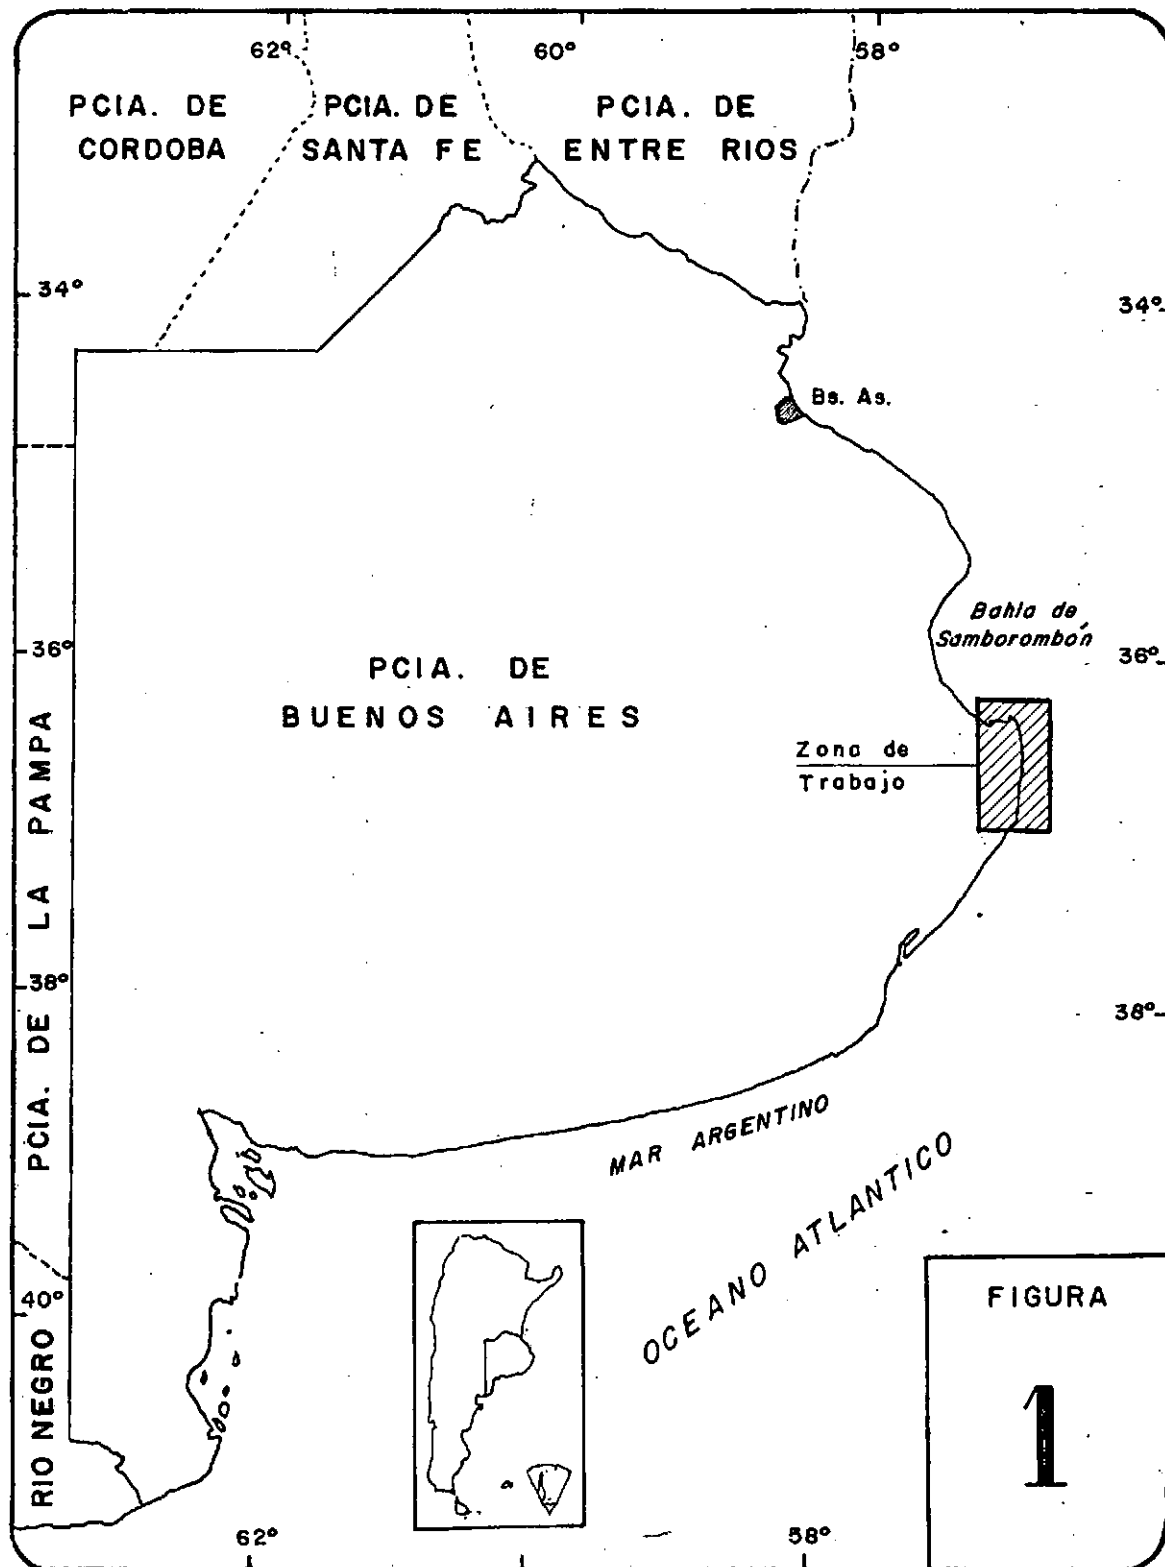 62°
60°
58°
PCIA. DE
CORDOBA
PCIA. DE
SANTA FE
PCIA. DE
ENTRE RIOS
34°
34°
Bs. As.
Bahía de
Samborombón
36°
36°
PCIA. DE
BUENOS AIRES
Zona de
Trabajo
PCIA. DE LA PAMPA
38°
38°
MAR ARGENTINO
OCEANO ATLANTICO
40°
RIO NEGRO
FIGURA
1
62°
58°